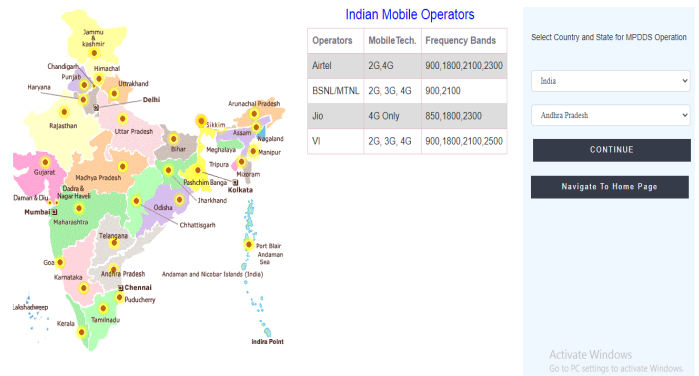 Jammu
&
kashmir
Chandigarh
Himachal
Punjab
Haryana
Uttrakhand
Delhi
Rajasthan
Uttar Pradesh
Sikkim
Arunachal Pradesh
Assam
Nagaland
Bihar
Meghalaya
Manipur
Tripura
Mizoram
Gujarat
Madhya Pradesh
Pashchim Banga
Kolkata
Jharkhand
Daman & Diu
Dadra &
Nagar Haveli
Mumbai
Maharashtra
Odisha
Chhattisgarh
Telangana
Port Blair
Andaman
Sea
Goa
Karnataka
Andhra Pradesh
Andaman and Nicobar Islands (India)
Chennai
Puducherry
Lakshadweep
Kerala
Tamilnadu
Indira Point
Indian Mobile Operators
Operators MobileTech. Frequency Bands
Airtel 2G,4G 900,1800,2100,2300
BSNL/MTNL 2G, 3G, 4G 900,2100
Jio 4G Only 850,1800,2300
VI 2G, 3G, 4G 900,1800,2100,2500
Select Country and State for MPDDS Operation
India
Andhra Pradesh
CONTINUE
Navigate To Home Page
Activate Windows
Go to PC settings to activate Windows.